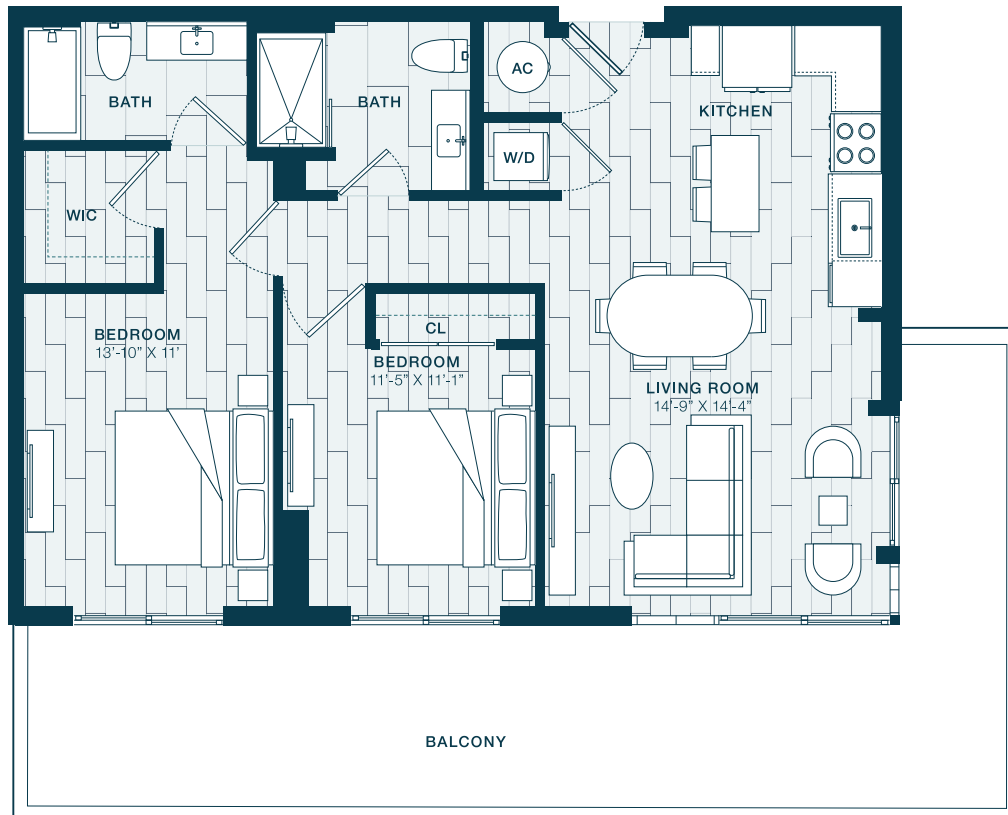 AC
BATH
BATH
KITCHEN
W/D
WIC
CL
BEDROOM
13'-10" X 11'
BEDROOM
11'-5" X 11'-1"
LIVING ROOM
14'-9" X 14'-4"
BALCONY